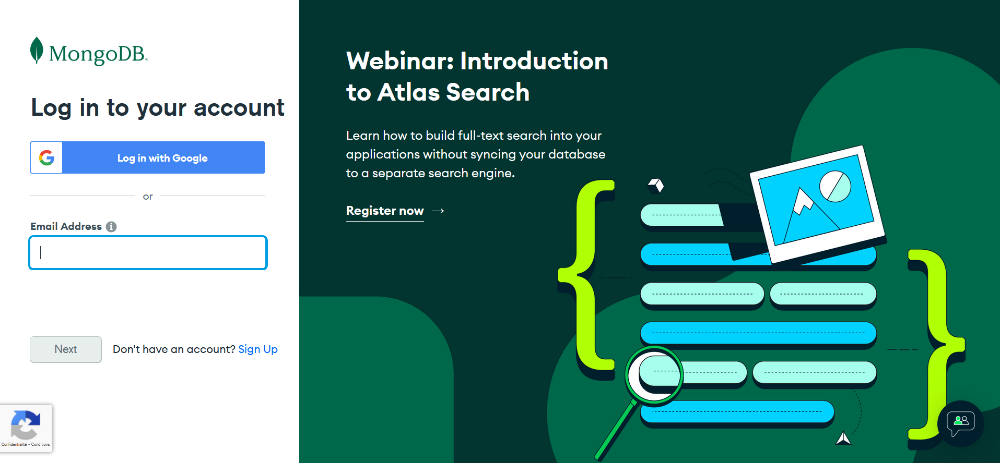 MongoDB®
Log in to your account
Log in with Google
or
Email Address
Next
Don't have an account? Sign Up
Confidentialité - Conditions
Webinar: Introduction
to Atlas Search
Learn how to build full-text search into your
applications without syncing your database
to a separate search engine.
Register now →